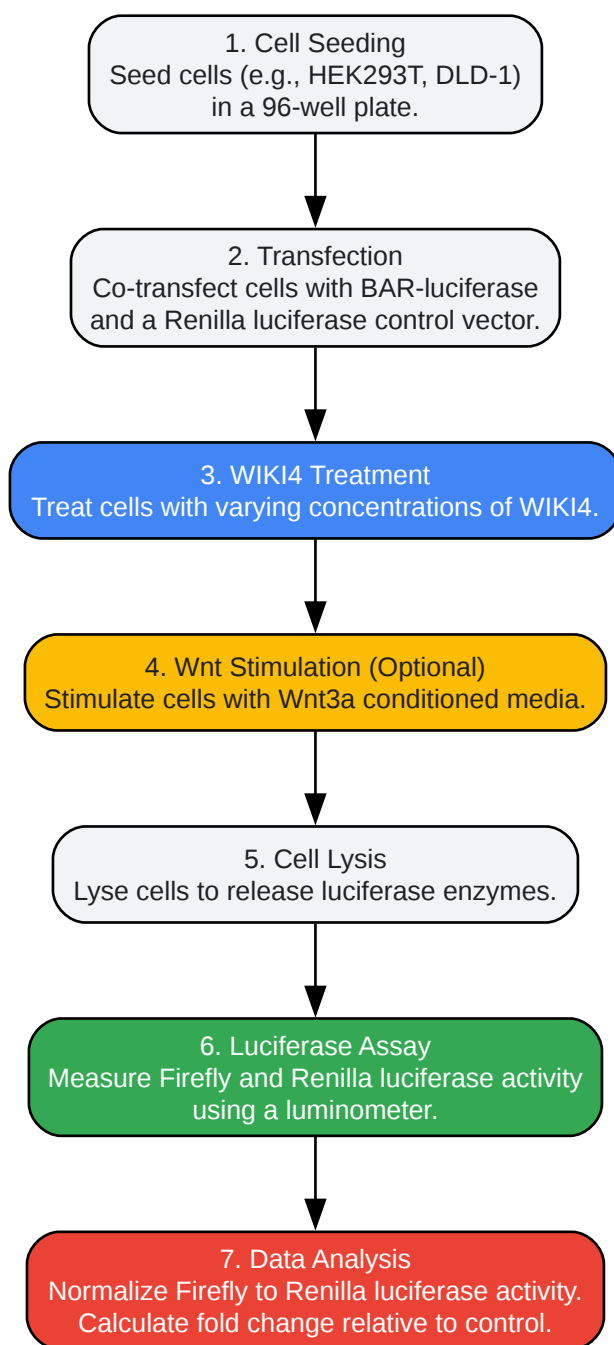 1. Cell Seeding
Seed cells (e.g., HEK293T, DLD-1)
in a 96-well plate.
2. Transfection
Co-transfect cells with BAR-luciferase
and a Renilla luciferase control vector.
3. WIKI4 Treatment
Treat cells with varying concentrations of WIKI4.
4. Wnt Stimulation (Optional)
Stimulate cells with Wnt3a conditioned media.
5. Cell Lysis
Lyse cells to release luciferase enzymes.
6. Luciferase Assay
Measure Firefly and Renilla luciferase activity
using a luminometer.
7. Data Analysis
Normalize Firefly to Renilla luciferase activity.
Calculate fold change relative to control.